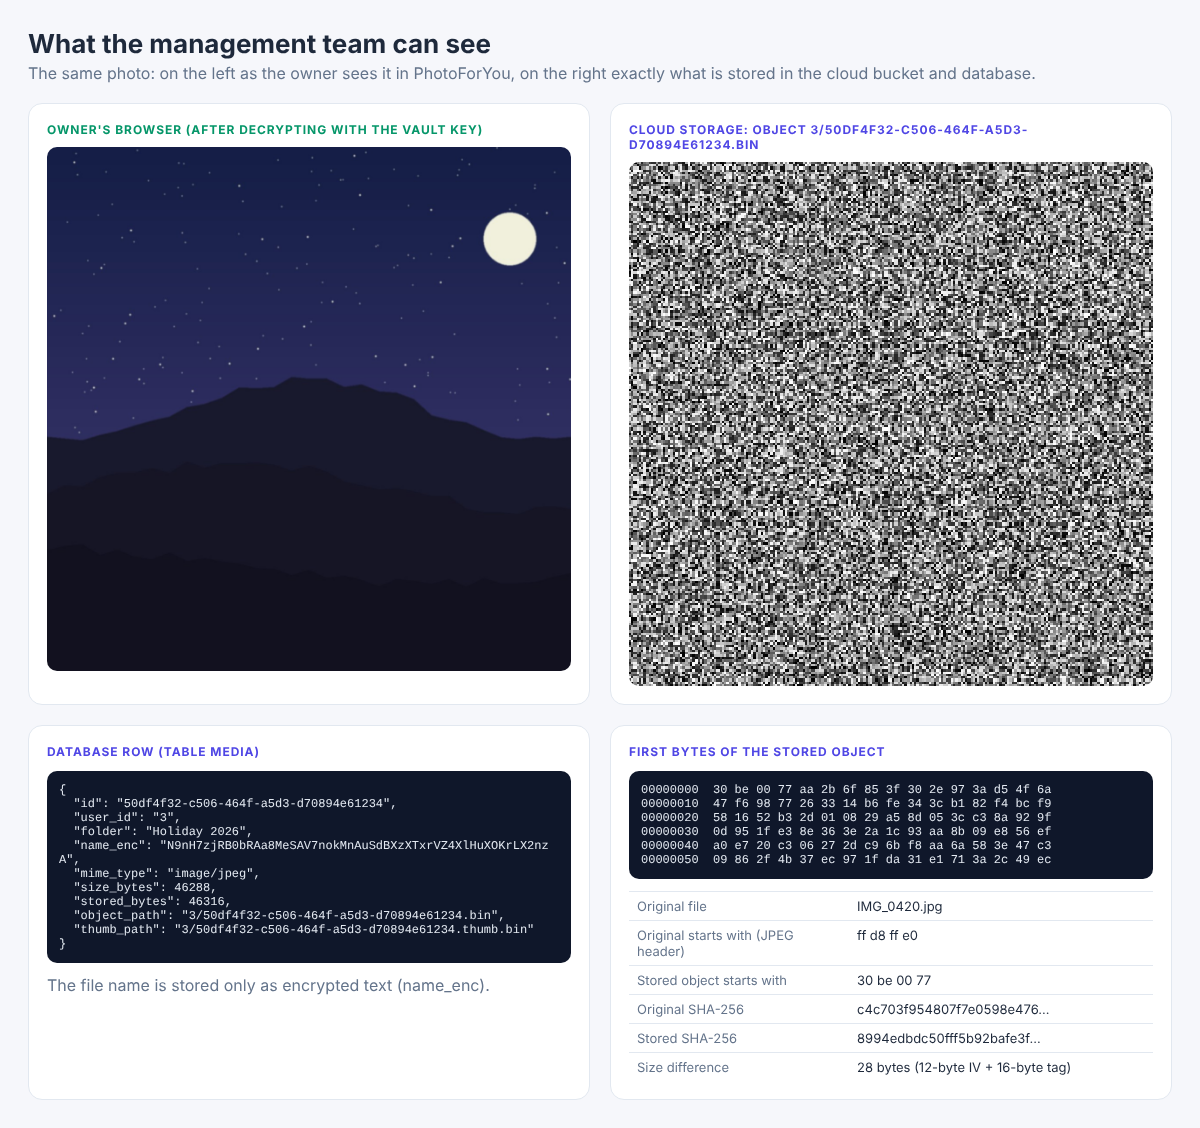 What the management team can see
The same photo: on the left as the owner sees it in PhotoForYou, on the right exactly what is stored in the cloud bucket and database.
OWNER'S BROWSER (AFTER DECRYPTING WITH THE VAULT KEY)
CLOUD STORAGE: OBJECT 3/50DF4F32-C506-464F-A5D3-
D70894E61234.BIN
DATABASE ROW (TABLE MEDIA)
{
  "id": "50df4f32-c506-464f-a5d3-d70894e61234",
  "user_id": "3",
  "folder": "Holiday 2026",
  "name_enc": "N9nH7zjRB0bRAa8MeSAV7nokMnAuSdBXzXTxrVZ4XlHuXOKrLX2nz
A",
  "mime_type": "image/jpeg",
  "size_bytes": 46288,
  "stored_bytes": 46316,
  "object_path": "3/50df4f32-c506-464f-a5d3-d70894e61234.bin",
  "thumb_path": "3/50df4f32-c506-464f-a5d3-d70894e61234.thumb.bin"
}
The file name is stored only as encrypted text (name_enc).
FIRST BYTES OF THE STORED OBJECT
00000000  30 be 00 77 aa 2b 6f 85 3f 30 2e 97 3a d5 4f 6a
00000010  47 f6 98 77 26 33 14 b6 fe 34 3c b1 82 f4 bc f9
00000020  58 16 52 b3 2d 01 08 29 a5 8d 05 3c c3 8a 92 9f
00000030  0d 95 1f e3 8e 36 3e 2a 1c 93 aa 8b 09 e8 56 ef
00000040  a0 e7 20 c3 06 27 2d c9 6b f8 aa 6a 58 3e 47 c3
00000050  09 86 2f 4b 37 ec 97 1f da 31 e1 71 3a 2c 49 ec
Original file IMG_0420.jpg
Original starts with (JPEG header) ff d8 ff e0
Stored object starts with 30 be 00 77
Original SHA-256 c4c703f954807f7e0598e476...
Stored SHA-256 8994edbdc50fff5b92bafe3f...
Size difference 28 bytes (12-byte IV + 16-byte tag)